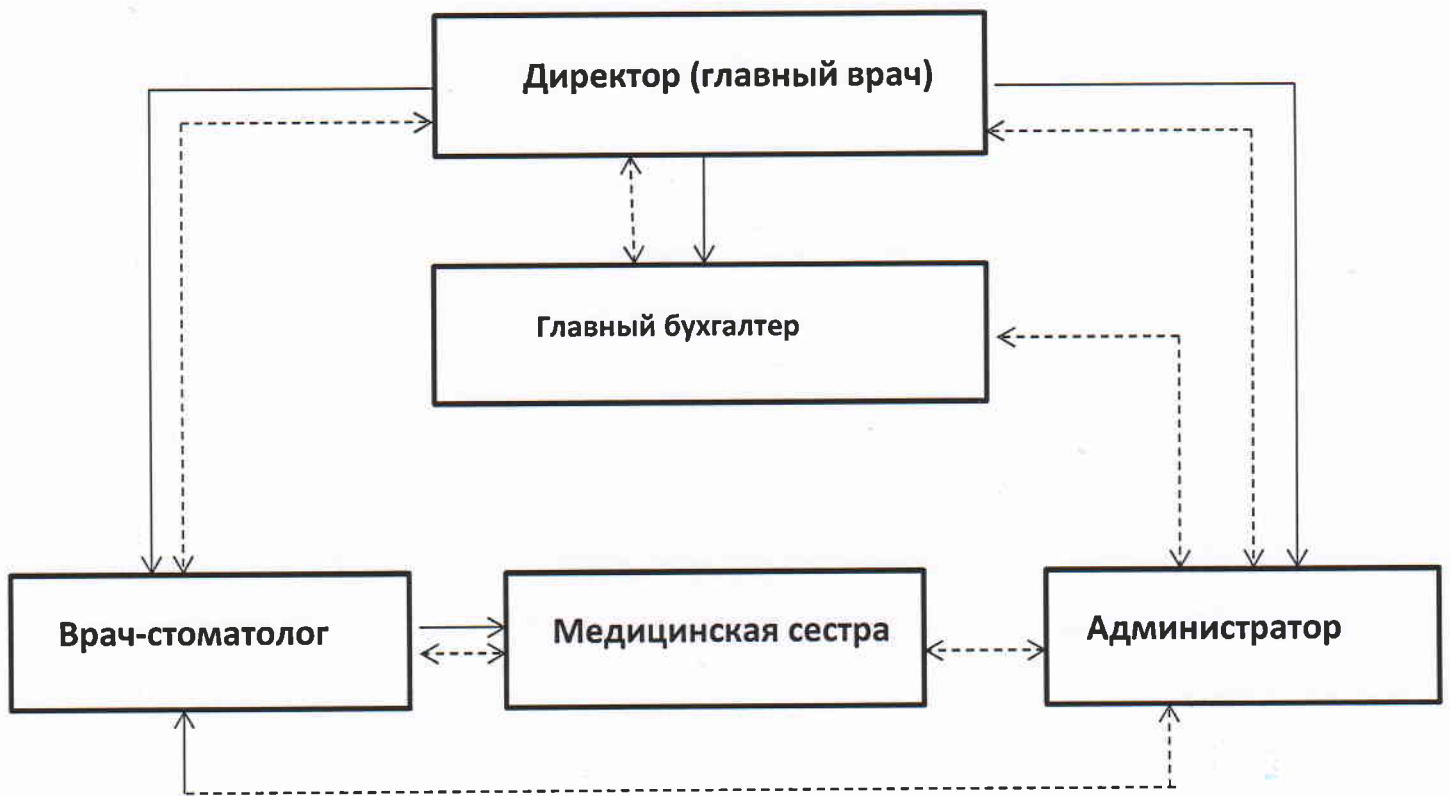 Директор (главный врач)
Главный бухгалтер
Врач-стоматолог
Медицинская сестра
Администратор